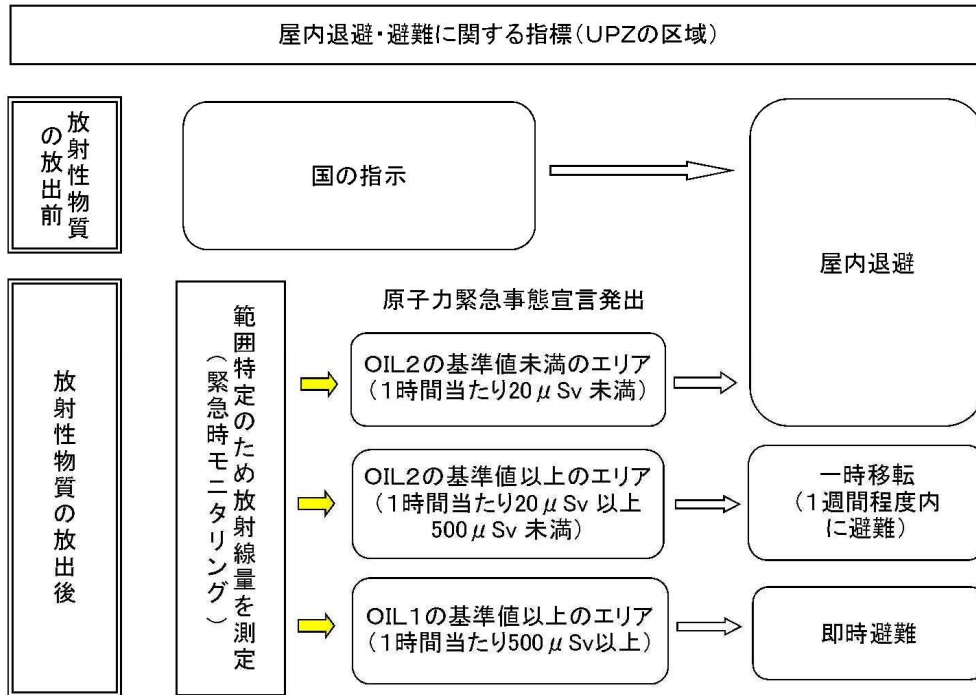 屋内退避・避難に関する指標(UPZの区域)
放射性物質
の放出前
国の指示
屋内退避
放射性物質の放出後
範囲特定のため放射線量を測定
(緊急時モニタリング)
原子力緊急事態宣言発出
OIL2の基準値未満のエリア
(1時間当たり20μSv 未満)
OIL2の基準値以上のエリア
(1時間当たり20μSv 以上
500μSv 未満)
一時移転
(1週間程度内
に避難)
OIL1の基準値以上のエリア
(1時間当たり500μSv以上)
即時避難